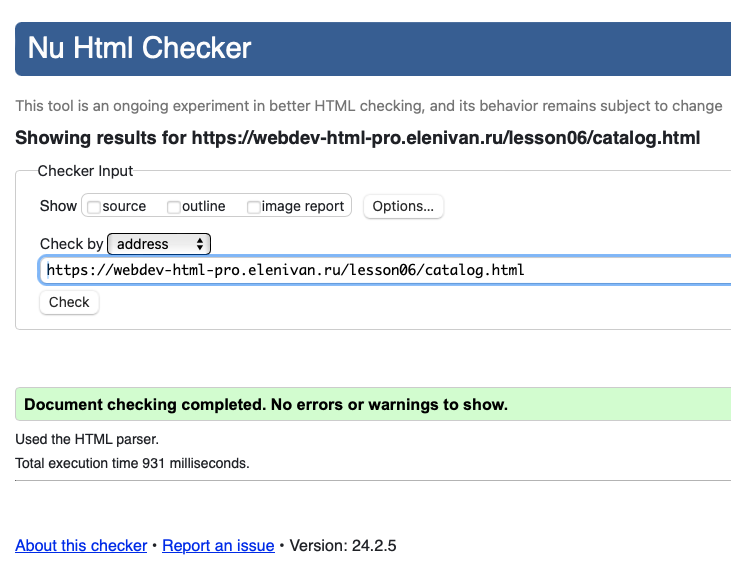 Nu Html Checker
This tool is an ongoing experiment in better HTML checking, and its behavior remains subject to change
Showing results for https://webdev-html-pro.elenivan.ru/lesson06/catalog.html
Checker Input
Show source outline image report Options...
Check by address
https://webdev-html-pro.elenivan.ru/lesson06/catalog.html
Check
Document checking completed. No errors or warnings to show.
Used the HTML parser.
Total execution time 931 milliseconds.
About this checker • Report an issue • Version: 24.2.5